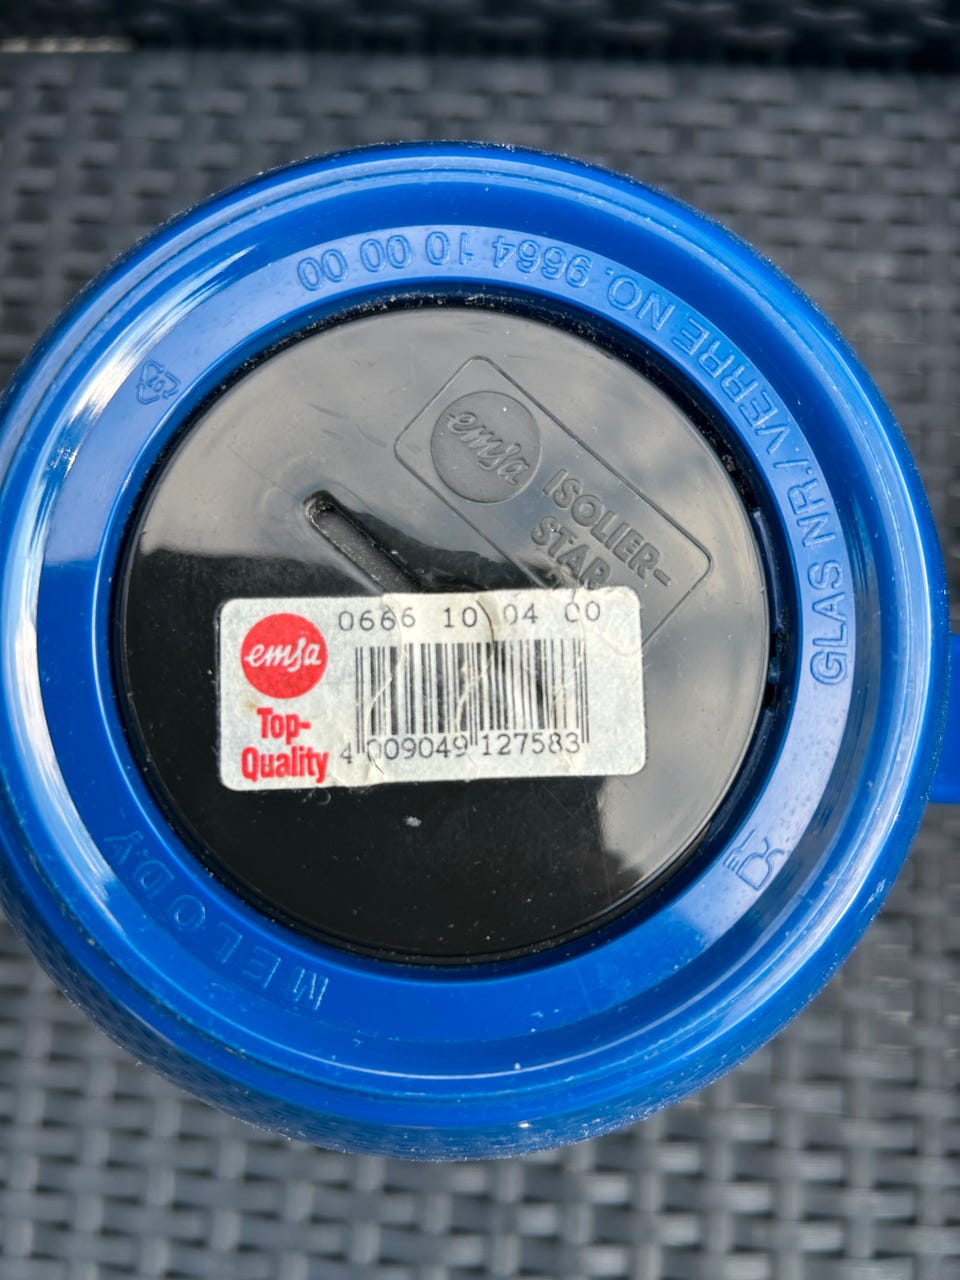 GLAS NR./VERRE NO. 9664 10 00 00
emsa
ISOLIER-
STAR
0666 10 04 00
emsa
Top-
Quality
4 009049 127583
MELODY